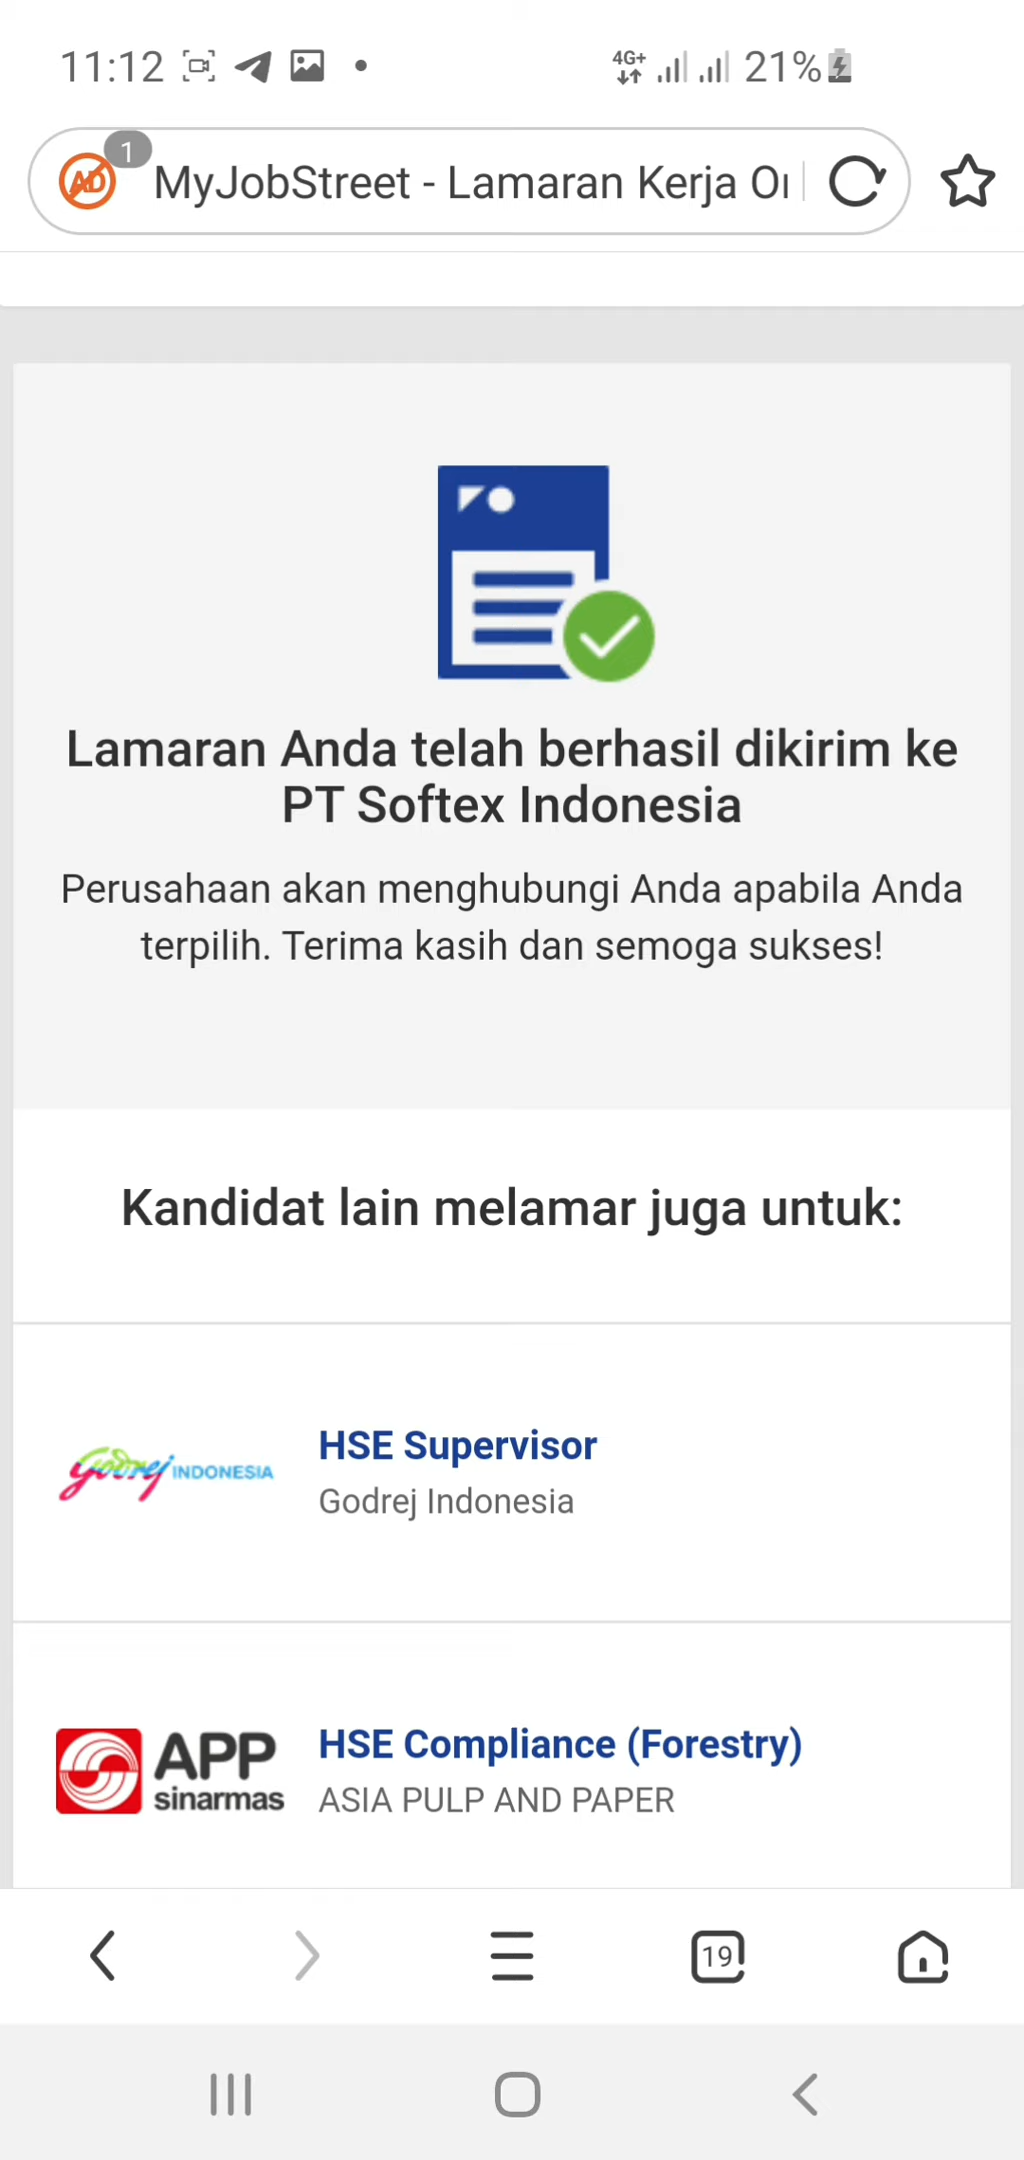 11:12 4G+ 21%
1
AD MyJobStreet - Lamaran Kerja
Lamaran Anda telah berhasil dikirim ke
PT Softex Indonesia
Perusahaan akan menghubungi Anda apabila Anda
terpilih. Terima kasih dan semoga sukses!
Kandidat lain melamar juga untuk:
godrej INDONESIA
HSE Supervisor
Godrej Indonesia
APP
sinarmas
HSE Compliance (Forestry)
ASIA PULP AND PAPER
19